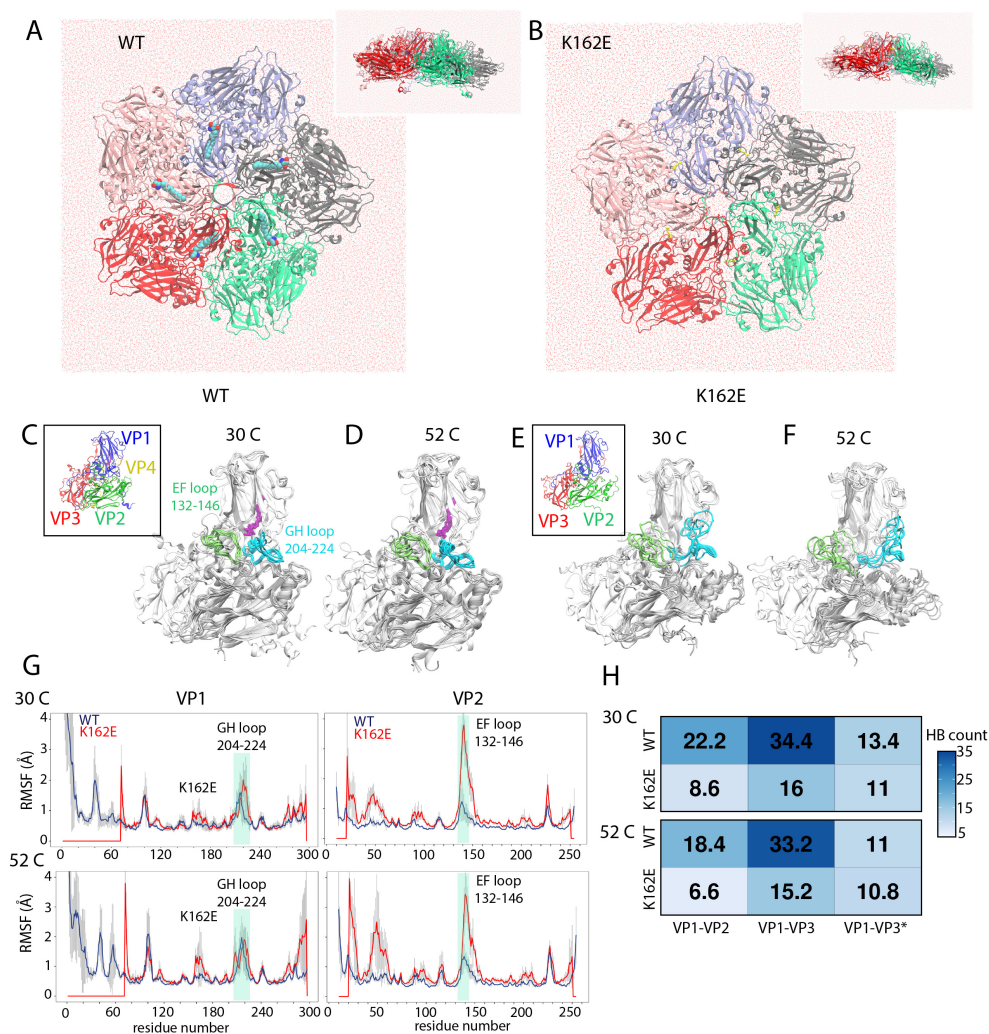 A
WT
B
K162E
WT
K162E
C
VP1
VP4
VP3
VP2
30 C
EF loop
132-146
GH loop
204-224
D
52 C
E
VP1
VP3
VP2
30 C
F
52 C
G
30 C
VP1
VP2
WT
K162E
GH loop
204-224
K162E
RMSF (Å)
4
3
2
1
0
0
60
120
180
240
300
WT
K162E
EF loop
132-146
50
100
150
200
250
52 C
GH loop
204-224
K162E
RMSF (Å)
4
3
2
1
0
0
60
120
180
240
300
residue number
EF loop
132-146
50
100
150
200
250
residue number
H
30 C
WT
22.2
34.4
13.4
K162E
8.6
16
11
52 C
WT
18.4
33.2
11
K162E
6.6
15.2
10.8
VP1-VP2
VP1-VP3
VP1-VP3*
HB count
35
25
15
5